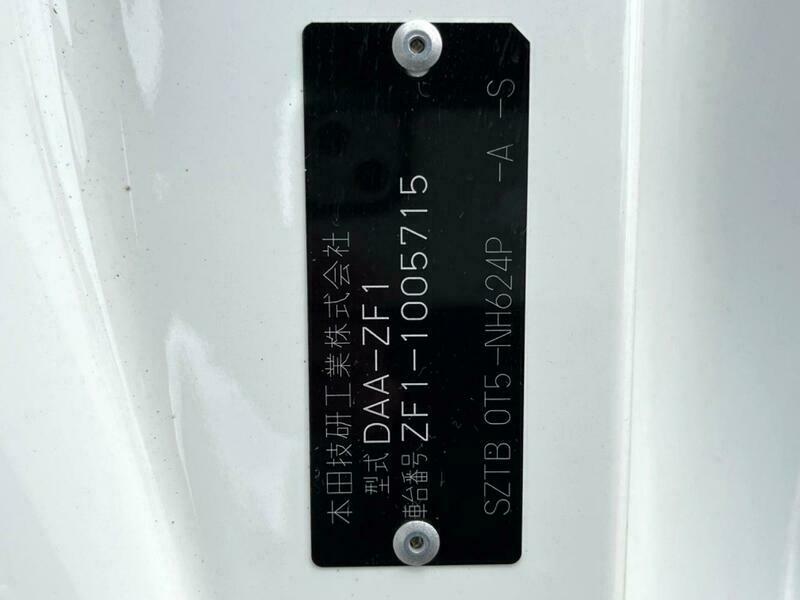 本田技研工業株式会社
型式 DAA-ZF1
車台番号 ZF1-1005715
SZTB 0T5-NH624P -A -S